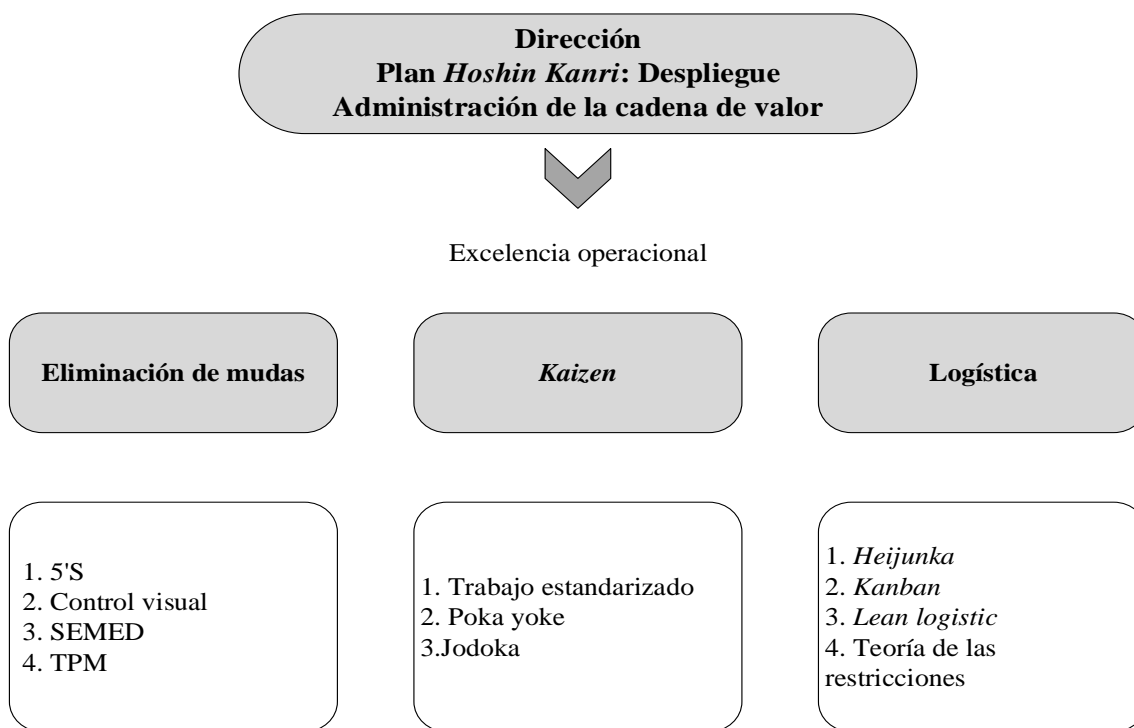 Dirección
Plan Hoshin Kanri: Despliegue
Administración de la cadena de valor
Excelencia operacional
Eliminación de mudas
Kaizen
Logística
1. 5'S
2. Control visual
3. SEMED
4. TPM
1. Trabajo estandarizado
2. Poka yoke
3.Jodoka
1. Heijunka
2. Kanban
3. Lean logistic
4. Teoría de las
restricciones